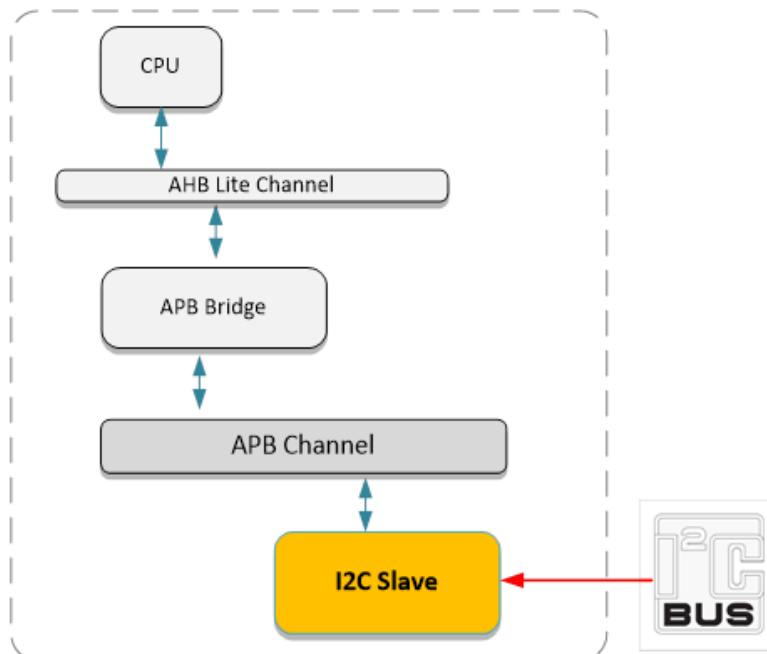 CPU
AHB Lite Channel
APB Bridge
APB Channel
I2C Slave
I2C
BUS